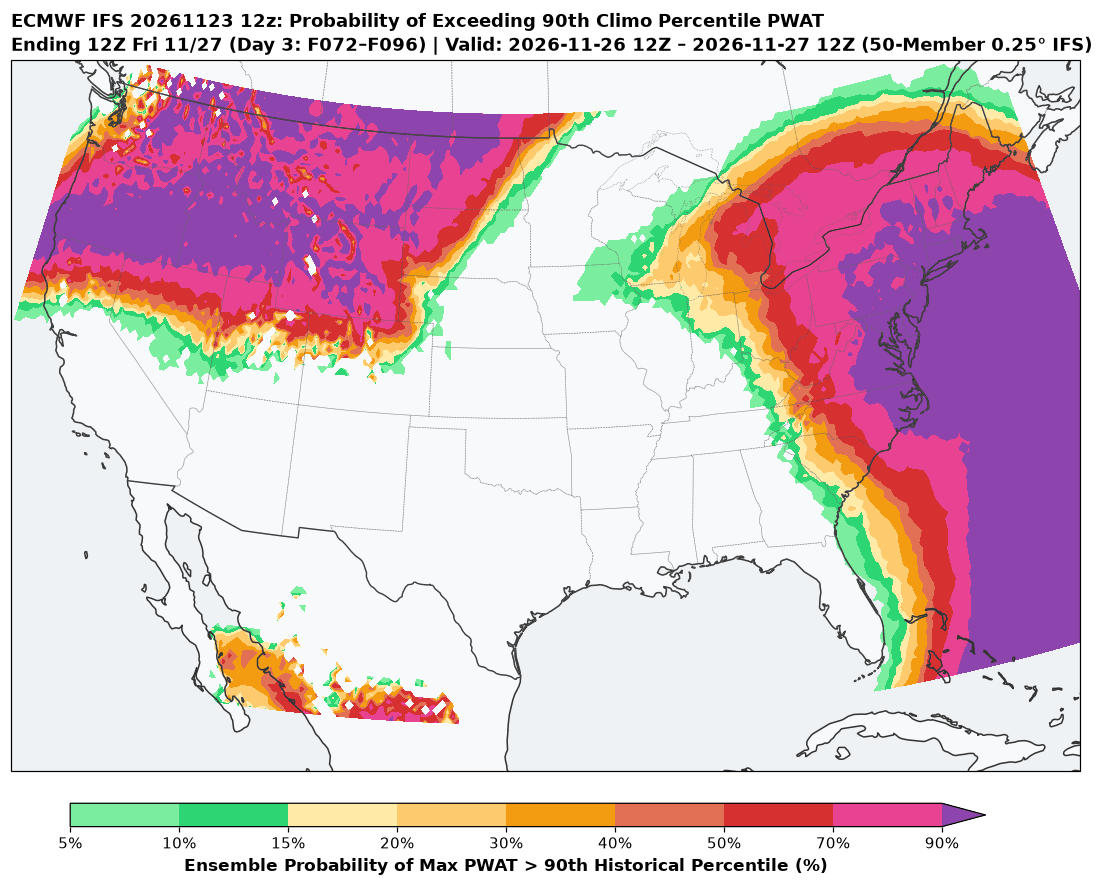 ECMWF IFS 20261123 12z: Probability of Exceeding 90th Climo Percentile PWAT
Ending 12Z Fri 11/27 (Day 3: F072–F096) | Valid: 2026-11-26 12Z – 2026-11-27 12Z (50-Member 0.25° IFS)
5% 10% 15% 20% 30% 40% 50% 70% 90%
Ensemble Probability of Max PWAT > 90th Historical Percentile (%)